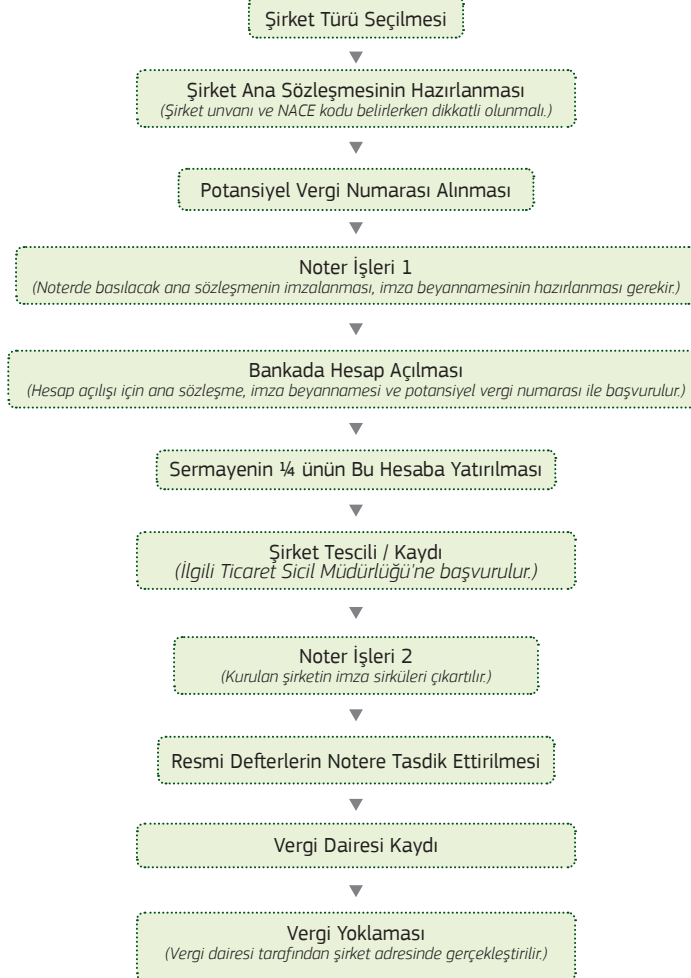 Şirket Türü Seçilmesi
Şirket Ana Sözleşmesinin Hazırlanması
(Şirket unvanı ve NACE kodu belirlerken dikkatli olunmalı.)
Potansiyel Vergi Numarası Alınması
Noter İşleri 1
(Noterde basılacak ana sözleşmenin imzalanması, imza beyannamesinin hazırlanması gerekir.)
Bankada Hesap Açılması
(Hesap açılışı için ana sözleşme, imza beyannamesi ve potansiyel vergi numarası ile başvurulur.)
Sermayenin ¼ ünün Bu Hesaba Yatırılması
Şirket Tescili / Kaydı
(İlgili Ticaret Sicil Müdürlüğü'ne başvurulur.)
Noter İşleri 2
(Kurulan şirketin imza sirküleri çıkartılır.)
Resmi Defterlerin Notere Tasdik Ettirilmesi
Vergi Dairesi Kaydı
Vergi Yoklaması
(Vergi dairesi tarafından şirket adresinde gerçekleştirilir.)